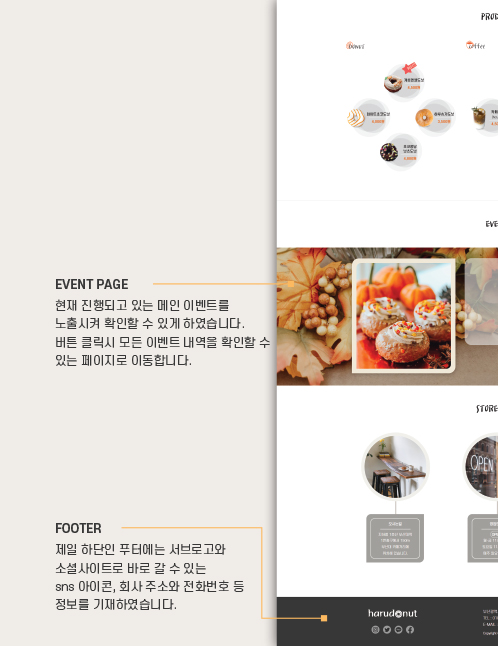 PROD
Donut
Coffee
EVE
EVENT PAGE
현재 진행되고 있는 메인 이벤트를
노출시켜 확인할 수 있게 하였습니다.
버튼 클릭시 모든 이벤트 내역을 확인할 수
있는 페이지로 이동합니다.
STORE
OPEN
FOOTER
제일 하단인 푸터에는 서브로고와
소셜사이트로 바로 갈 수 있는
sns 아이콘, 회사 주소와 전화번호 등
정보를 기재하였습니다.
harudonut
TEL
E-MAIL